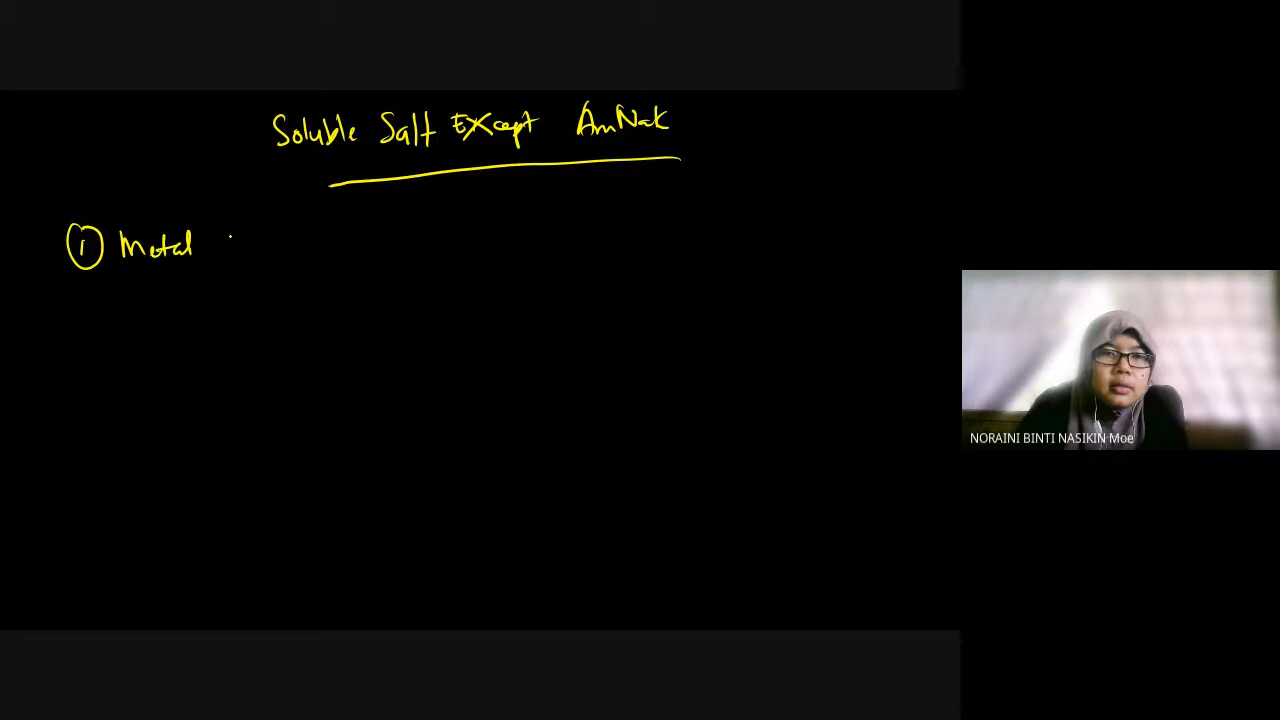 Soluble Salt Except AmNaK
① Metal
NORAINI BINTI NASIKIN Moe